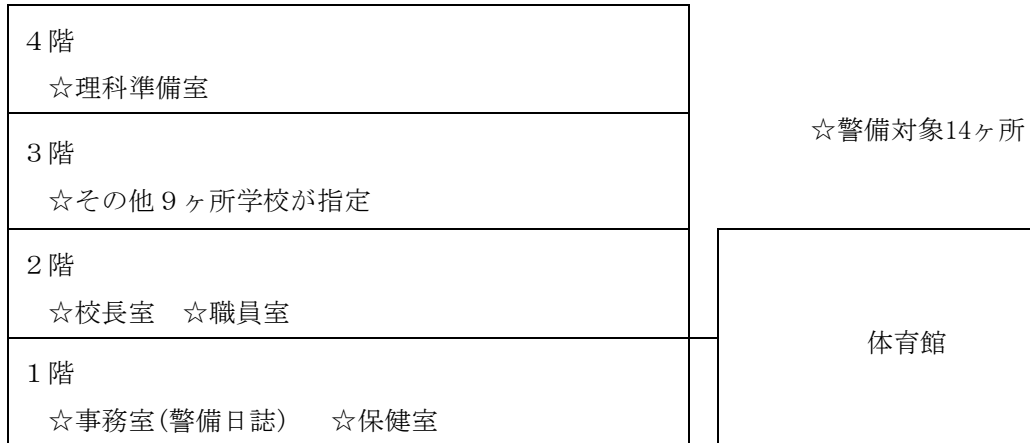 ４階
☆理科準備室
☆警備対象14ヶ所
３階
☆その他９ヶ所学校が指定
２階
☆校長室　☆職員室
体育館
１階
☆事務室(警備日誌)　☆保健室